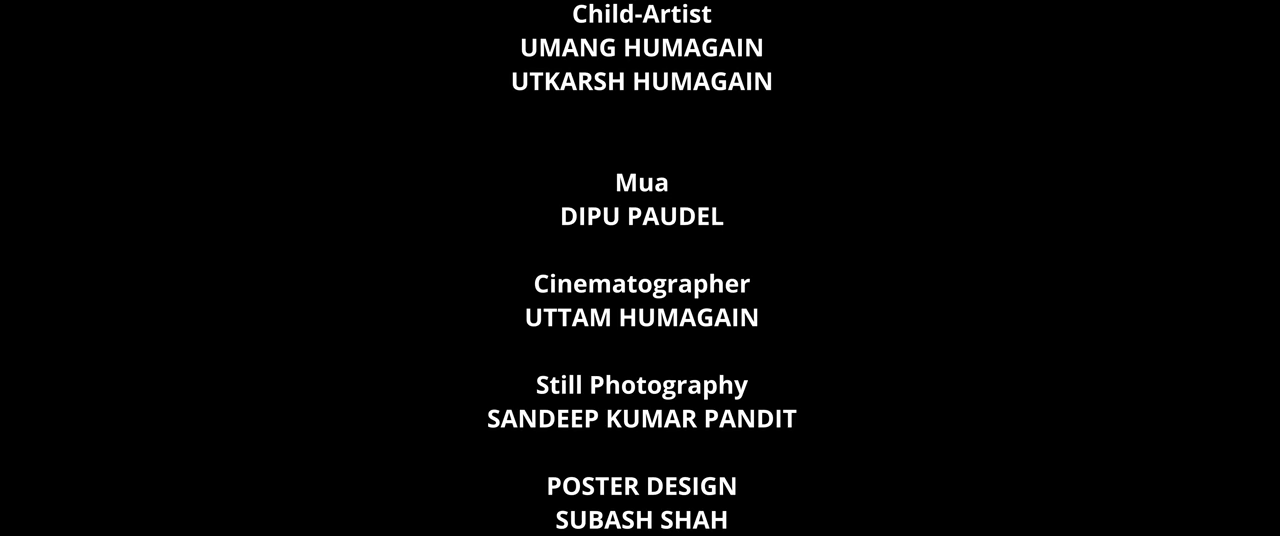 Child-Artist
UMANG HUMAGAIN
UTKARSH HUMAGAIN
Mua
DIPU PAUDEL
Cinematographer
UTTAM HUMAGAIN
Still Photography
SANDEEP KUMAR PANDIT
POSTER DESIGN
SUBASH SHAH